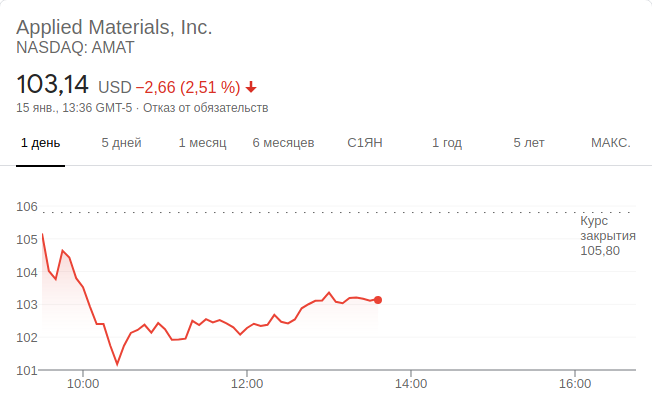 Applied Materials, Inc.
NASDAQ: AMAT
103,14 USD −2,66 (2,51 %)
15 янв., 13:36 GMT-5 · Отказ от обязательств
1 день 5 дней 1 месяц 6 месяцев С1ЯН 1 год 5 лет МАКС.
106
Курс
закрытия
105,80
105
104
103
102
101
10:00 12:00 14:00 16:00